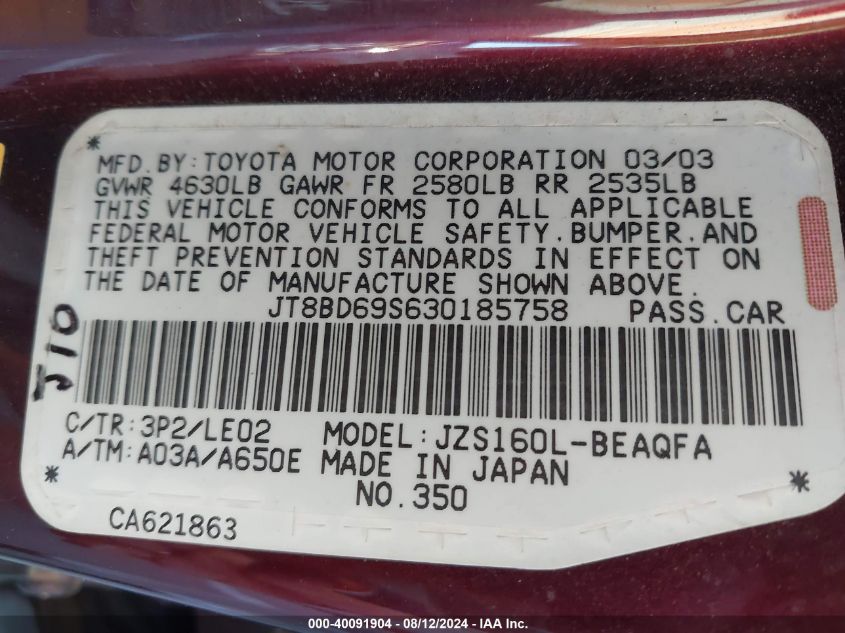 MFD. BY: TOYOTA MOTOR CORPORATION 03/03
GVWR 4630LB GAWR FR 2580LB RR 2535LB
THIS VEHICLE CONFORMS TO ALL APPLICABLE
FEDERAL MOTOR VEHICLE SAFETY, BUMPER, AND
THEFT PREVENTION STANDARDS IN EFFECT ON
THE DATE OF MANUFACTURE SHOWN ABOVE.
JT8BD69S630185758 PASS. CAR
J10
C/TR: 3P2/LE02 MODEL: JZS160L-BEAQFA
A/TM: A03A/A650E MADE IN JAPAN
NO. 350
CA621863
000-40091904 - 08/12/2024 - IAA Inc.